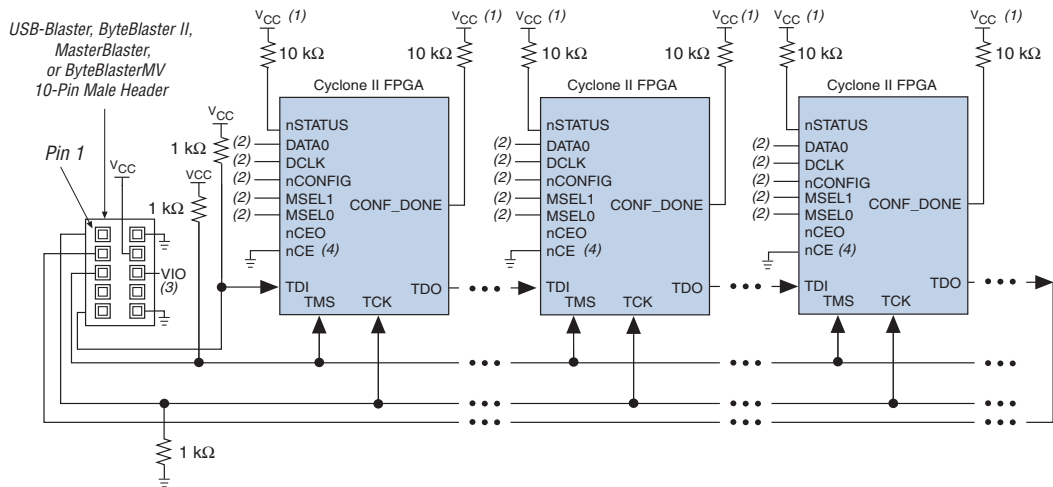 USB-Blaster, ByteBlaster II,
MasterBlaster,
or ByteBlasterMV
10-Pin Male Header
Pin 1
VCC
VIO
(3)
VCC
1 kΩ
VCC
1 kΩ
1 kΩ
VCC (1)
10 kΩ
VCC (1)
10 kΩ
Cyclone II FPGA
nSTATUS
(2) DATA0
(2) DCLK
(2) nCONFIG
(2) MSEL1
(2) MSEL0
CONF_DONE
nCEO
nCE (4)
TDI
TDO
TMS
TCK
VCC (1)
10 kΩ
VCC (1)
10 kΩ
Cyclone II FPGA
nSTATUS
(2) DATA0
(2) DCLK
(2) nCONFIG
(2) MSEL1
(2) MSEL0
CONF_DONE
nCEO
nCE (4)
TDI
TDO
TMS
TCK
VCC (1)
10 kΩ
VCC (1)
10 kΩ
Cyclone II FPGA
nSTATUS
(2) DATA0
(2) DCLK
(2) nCONFIG
(2) MSEL1
(2) MSEL0
CONF_DONE
nCEO
nCE (4)
TDI
TDO
TMS
TCK